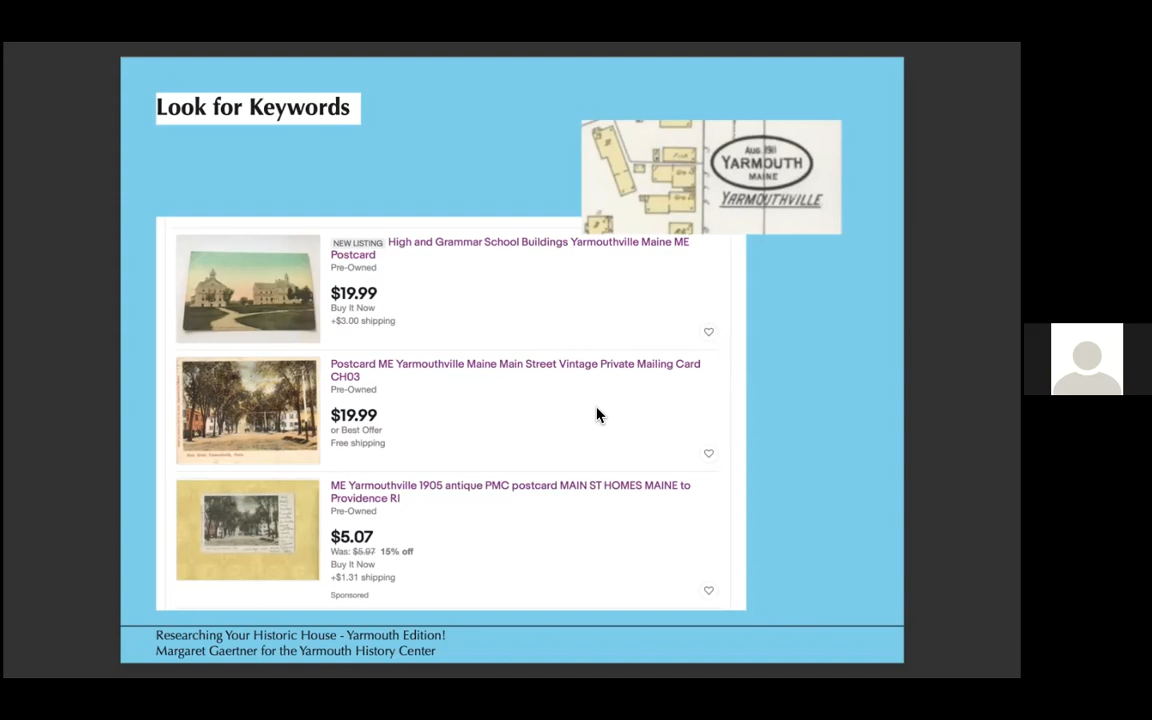 Look for Keywords
Aug 1911
YARMOUTH
MAINE
YARMOUTHVILLE
NEW LISTING High and Grammar School Buildings Yarmouthville Maine ME
Postcard
Pre-Owned
$19.99
Buy It Now
+$3.00 shipping
Postcard ME Yarmouthville Maine Main Street Vintage Private Mailing Card
CH03
Pre-Owned
$19.99
or Best Offer
Free shipping
ME Yarmouthville 1905 antique PMC postcard MAIN ST HOMES MAINE to
Providence RI
Pre-Owned
$5.07
Was: $5.97 15% off
Buy It Now
+$1.31 shipping
Sponsored
Researching Your Historic House - Yarmouth Edition!
Margaret Gaertner for the Yarmouth History Center